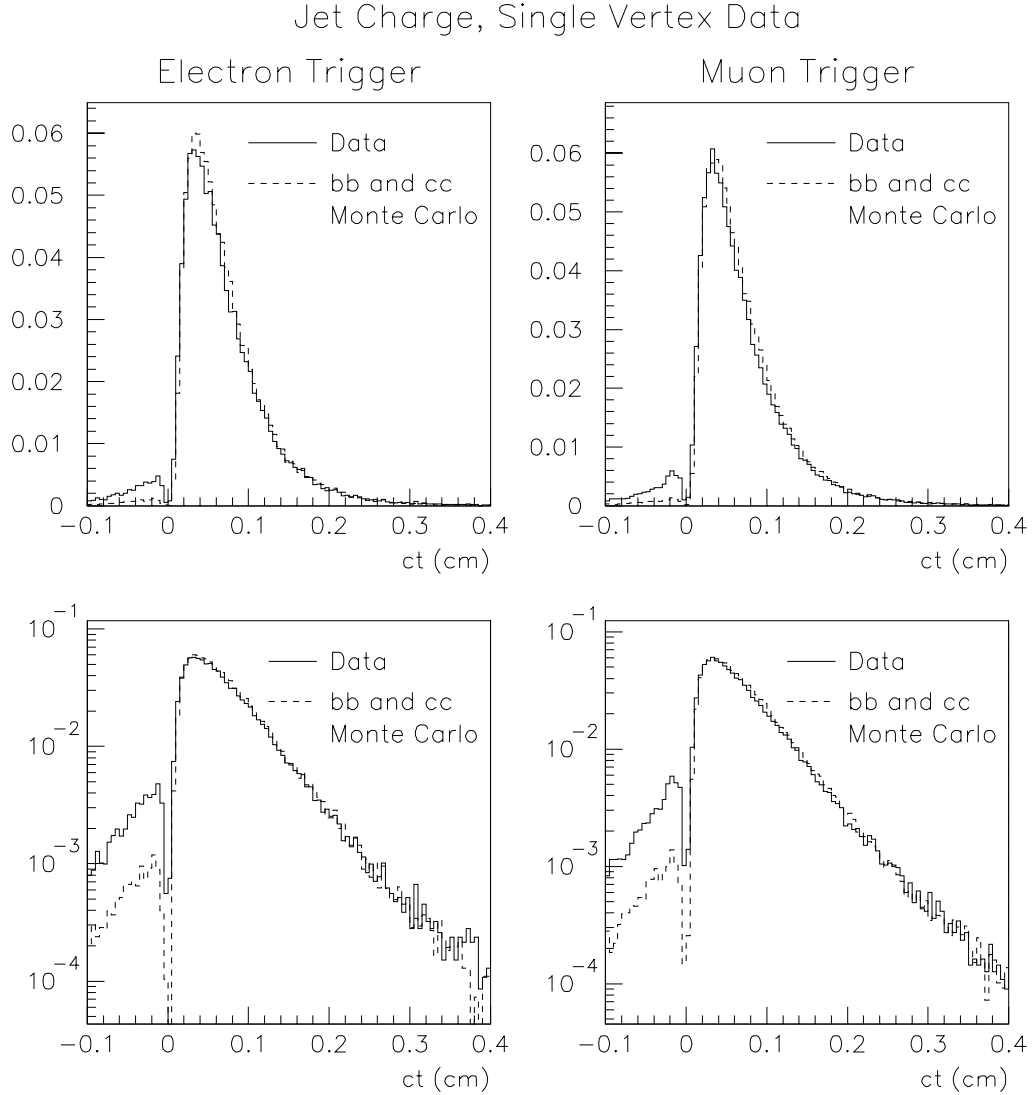 Jet Charge, Single Vertex Data
Electron Trigger
0.06
0.05
0.04
0.03
0.02
0.01
0
Data
bb and cc
Monte Carlo
-0.1 0 0.1 0.2 0.3 0.4
ct (cm)
Muon Trigger
0.06
0.05
0.04
0.03
0.02
0.01
0
Data
bb and cc
Monte Carlo
-0.1 0 0.1 0.2 0.3 0.4
ct (cm)
10⁻¹
10⁻²
10⁻³
10⁻⁴
Data
bb and cc
Monte Carlo
-0.1 0 0.1 0.2 0.3 0.4
ct (cm)
10⁻¹
10⁻²
10⁻³
10⁻⁴
Data
bb and cc
Monte Carlo
-0.1 0 0.1 0.2 0.3 0.4
ct (cm)